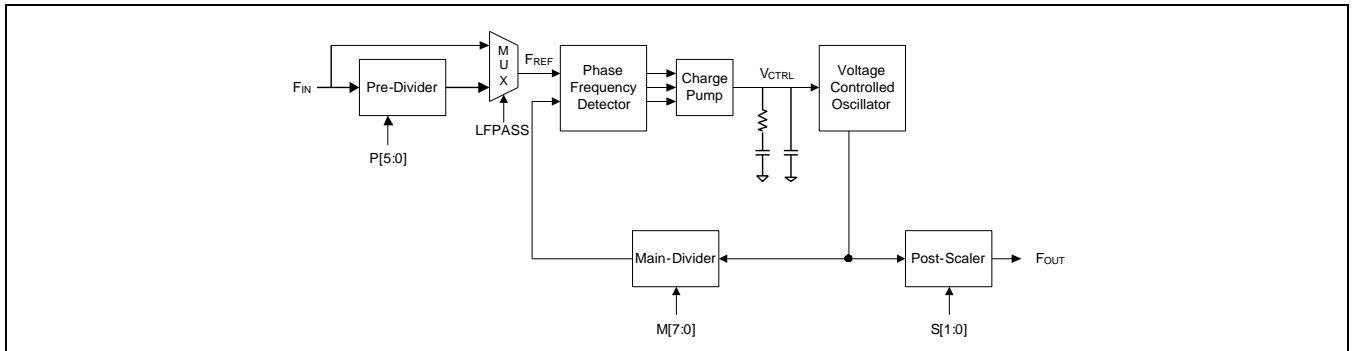 M
U
X
FIN
Pre-Divider
FREF
Phase
Frequency
Detector
Charge
Pump
VCTRL
Voltage
Controlled
Oscillator
LFPASS
P[5:0]
Main-Divider
Post-Scaler
FOUT
M[7:0]
S[1:0]